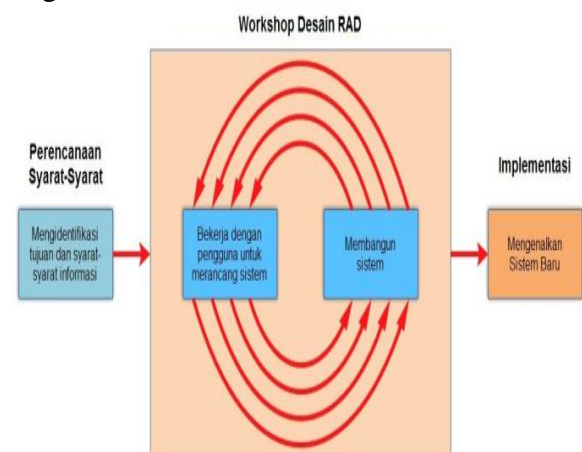 Workshop Desain RAD
Perencanaan
Syarat-Syarat
Mengidentifikasi
tujuan dan syarat-
syarat informasi
Bekerja dengan
pengguna untuk
merancang sistem
Membangun
sistem
Implementasi
Mengenalkan
Sistem Baru